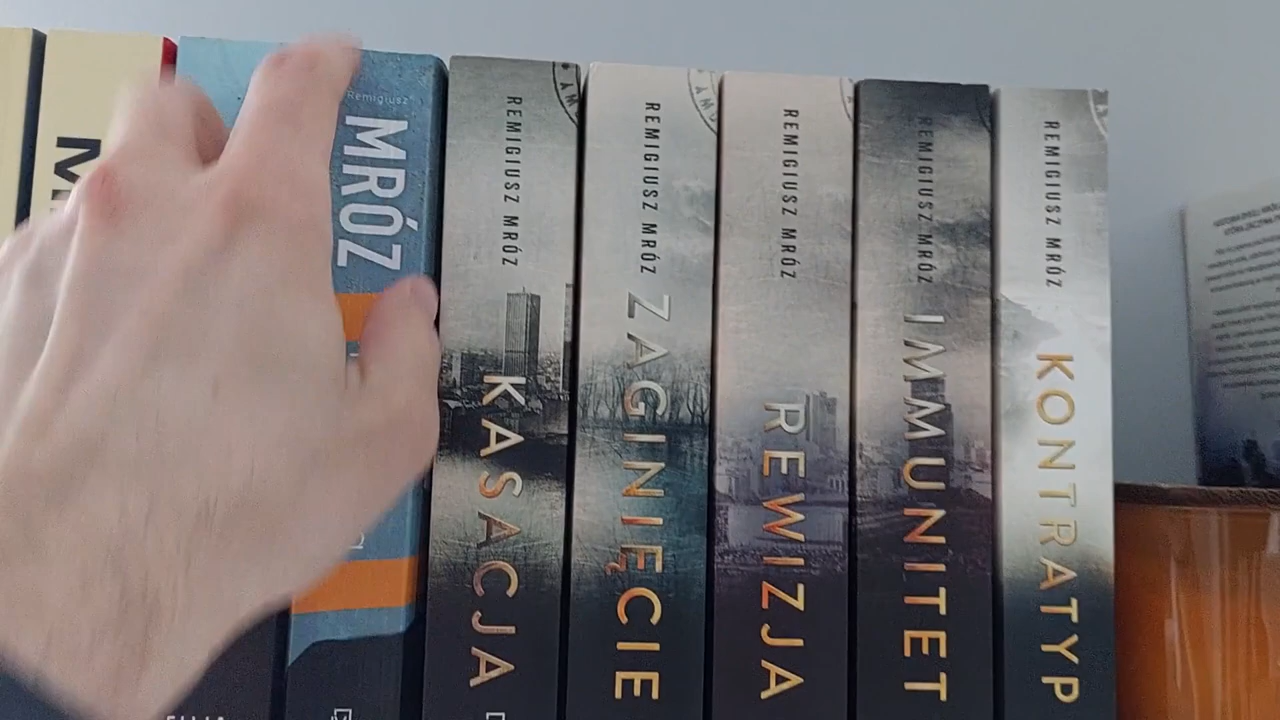 Remigiusz
MRÓZ
REMIGIUSZ MRÓZ
KASACJA
REMIGIUSZ MRÓZ
ZAGINIĘCIE
REMIGIUSZ MRÓZ
REWIZJA
REMIGIUSZ MRÓZ
IMMUNITET
REMIGIUSZ MRÓZ
KONTRATYP